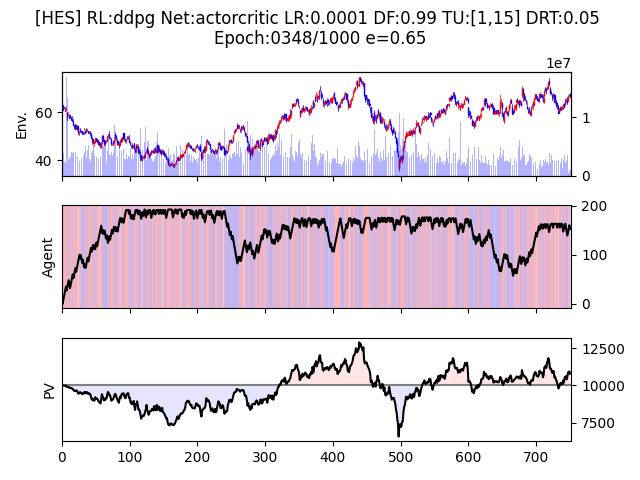 [HES] RL:ddpg Net:actorcritic LR:0.0001 DF:0.99 TU:[1,15] DRT:0.05
Epoch:0348/1000 e=0.65
1e7
Env.
60
40
1
0
Agent
200
100
0
PV
12500
10000
7500
0 100 200 300 400 500 600 700